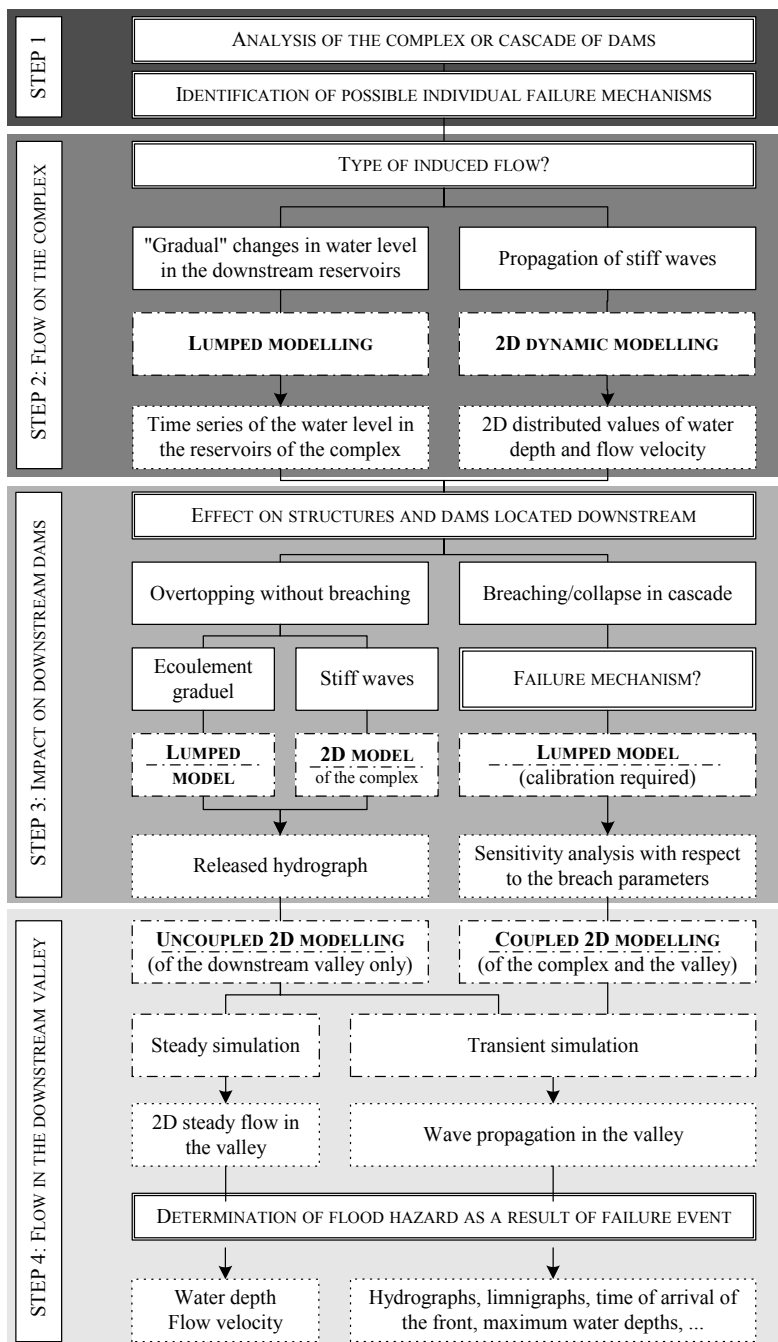 STEP 1
ANALYSIS OF THE COMPLEX OR CASCADE OF DAMS
IDENTIFICATION OF POSSIBLE INDIVIDUAL FAILURE MECHANISMS
STEP 2: FLOW ON THE COMPLEX
TYPE OF INDUCED FLOW?
"Gradual" changes in water level
in the downstream reservoirs
Propagation of stiff waves
LUMPED MODELLING
2D DYNAMIC MODELLING
Time series of the water level in
the reservoirs of the complex
2D distributed values of water
depth and flow velocity
STEP 3: IMPACT ON DOWNSTREAM DAMS
EFFECT ON STRUCTURES AND DAMS LOCATED DOWNSTREAM
Overtopping without breaching
Breaching/collapse in cascade
Ecoulement
graduel
Stiff waves
FAILURE MECHANISM?
LUMPED
MODEL
2D MODEL
of the complex
LUMPED MODEL
(calibration required)
Released hydrograph
Sensitivity analysis with respect
to the breach parameters
STEP 4: FLOW IN THE DOWNSTREAM VALLEY
UNCOUPLED 2D MODELLING
(of the downstream valley only)
COUPLED 2D MODELLING
(of the complex and the valley)
Steady simulation
Transient simulation
2D steady flow in
the valley
Wave propagation in the valley
DETERMINATION OF FLOOD HAZARD AS A RESULT OF FAILURE EVENT
Water depth
Flow velocity
Hydrographs, limnigraphs, time of arrival of
the front, maximum water depths, ...